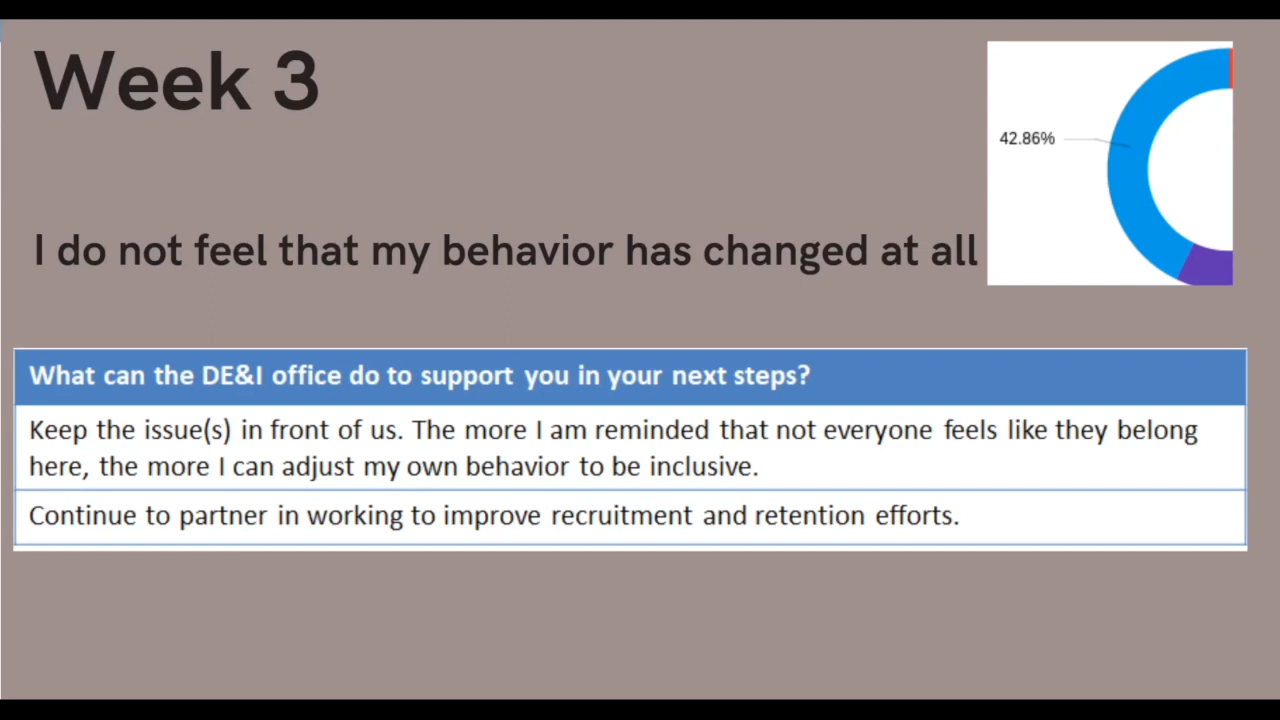 Week 3
42.86%
I do not feel that my behavior has changed at all
What can the DE&I office do to support you in your next steps?
Keep the issue(s) in front of us. The more I am reminded that not everyone feels like they belong
here, the more I can adjust my own behavior to be inclusive.
Continue to partner in working to improve recruitment and retention efforts.